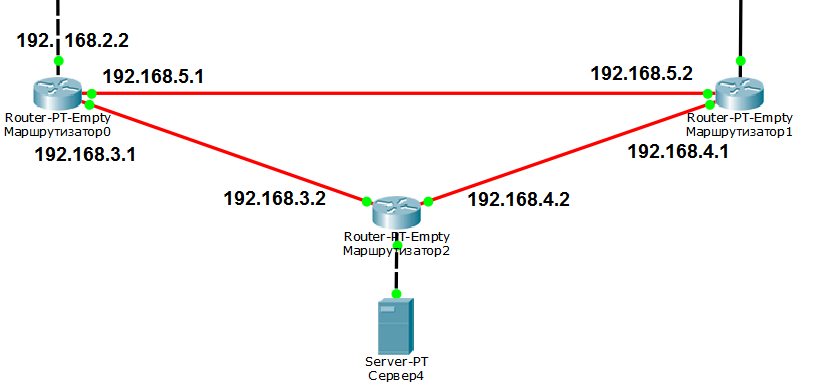 192. 168.2.2
192.168.5.1
192.168.5.2
Router-PT-Empty
Маршрутизатор0
Router-PT-Empty
Маршрутизатор1
192.168.3.1
192.168.4.1
192.168.3.2
192.168.4.2
Router-PT-Empty
Маршрутизатор2
Server-PT
Сервер4